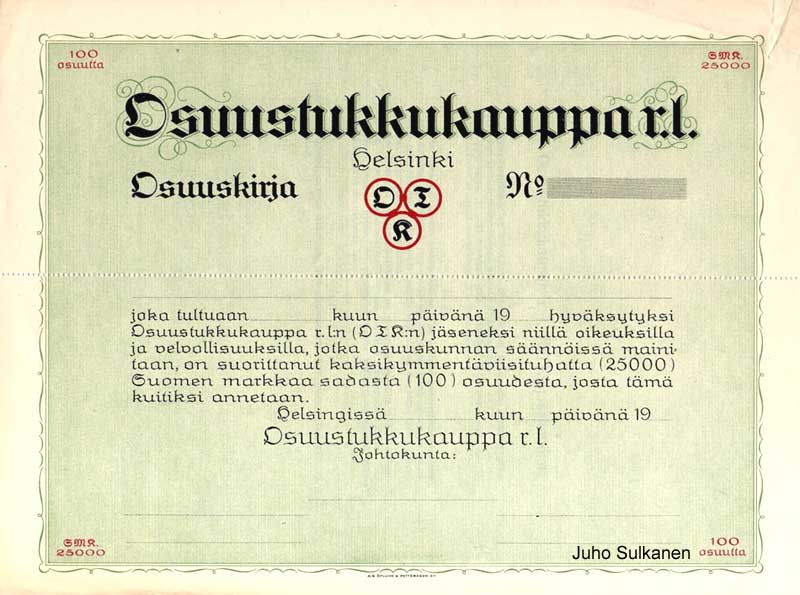 100
osuutta
SMK.
25000
Osuustukkukauppa r.l.
Helsinki
Osuuskirja
No
O T
K
joka tultuaan kuun päivänä 19 hyväksytyksi
Osuustukkukauppa r.l:n (OTK:n) jäseneksi niillä oikeuksilla
ja velvollisuuksilla, jotka osuuskunnan säännöissä maini-
taan, on suorittanut kaksikymmentäviisituhatta (25000)
Suomen markkaa sadasta (100) osuudesta, josta tämä
kuitiksi annetaan.
Helsingissä kuun päivänä 19
Osuustukkukauppa r.l.
Johtokunta:
SMK.
25000
Juho Sulkanen
100
osuutta